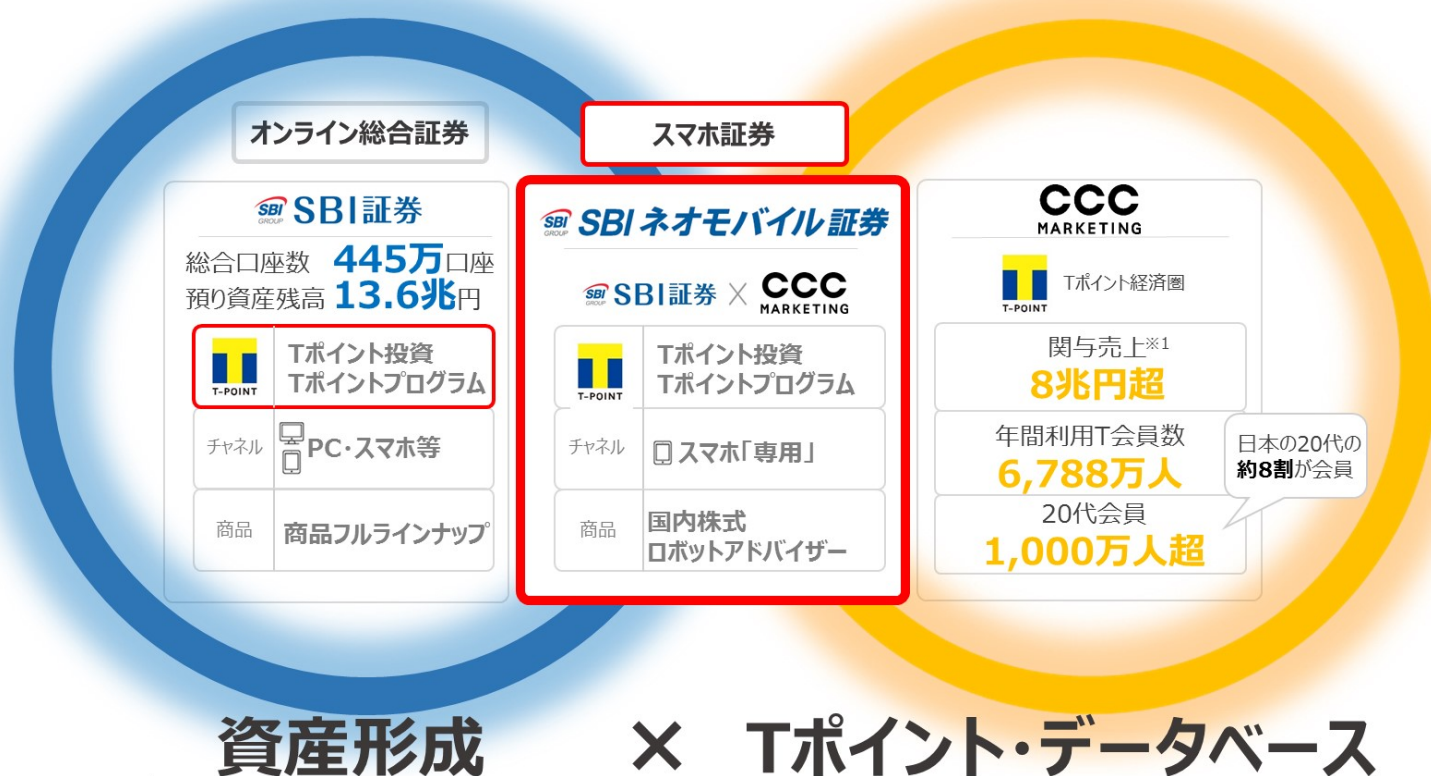 オンライン総合証券
SBI GROUP SBI証券
総合口座数 445万口座
預り資産残高 13.6兆円
T-POINT
Tポイント投資
Tポイントプログラム
チャネル
PC・スマホ等
商品
商品フルラインナップ
スマホ証券
SBI GROUP SBI ネオモバイル証券
SBI GROUP SBI証券 × CCC MARKETING
T-POINT
Tポイント投資
Tポイントプログラム
チャネル
スマホ「専用」
商品
国内株式
ロボットアドバイザー
CCC
MARKETING
T-POINT
Tポイント経済圏
関与売上※1
8兆円超
年間利用T会員数
6,788万人
20代会員
1,000万人超
日本の20代の
約8割が会員
資産形成 × Tポイント・データベース